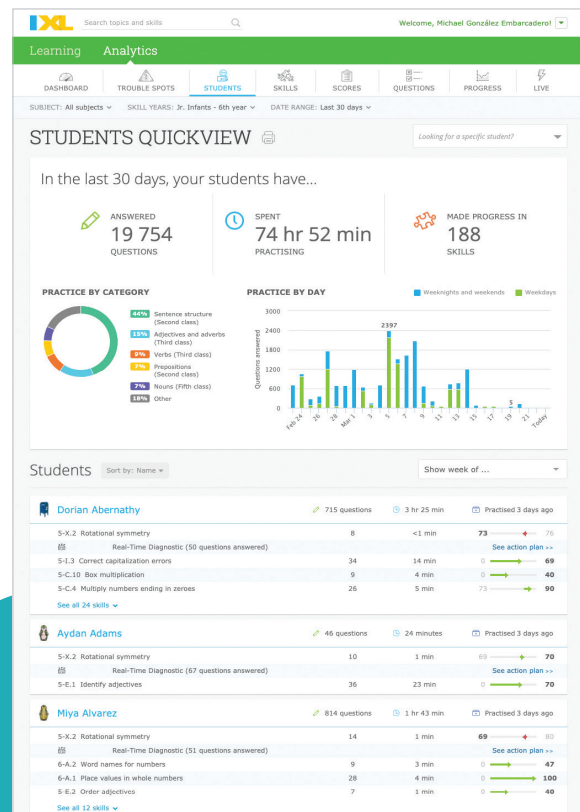 IXL
Search topics and skills
Welcome, Michael González Embarcadero!
Learning Analytics
DASHBOARD TROUBLE SPOTS STUDENTS SKILLS SCORES QUESTIONS PROGRESS LIVE
SUBJECT: All subjects SKILL YEARS: Jr. Infants - 6th year DATE RANGE: Last 30 days
STUDENTS QUICKVIEW
Looking for a specific student?
In the last 30 days, your students have...
ANSWERED
19 754
QUESTIONS
SPENT
74 hr 52 min
PRACTISING
MADE PROGRESS IN
188
SKILLS
PRACTICE BY CATEGORY
44% Sentence structure
(Second class)
15% Adjectives and adverbs
(Third class)
9% Verbs (Third class)
7% Prepositions
(Second class)
7% Nouns (Fifth class)
18% Other
PRACTICE BY DAY
Weeknights and weekends Weekdays
Questions answered
3000
2400
1800
1200
600
0
2397
5
Feb 24 26 28 Mar 1 3 5 7 9 11 13 15 17 19 21 Today
Students Sort by: Name
Show week of ...
Dorian Abernathy 715 questions 3 hr 25 min Practised 3 days ago
5-X.2 Rotational symmetry 8 <1 min 73 76
Real-Time Diagnostic (50 questions answered) See action plan >>
5-I.3 Correct capitalization errors 34 14 min 0 69
5-C.10 Box multiplication 9 4 min 0 40
5-C.4 Multiply numbers ending in zeroes 26 5 min 73 90
See all 24 skills
Aydan Adams 46 questions 24 minutes Practised 3 days ago
5-X.2 Rotational symmetry 10 1 min 69 70
Real-Time Diagnostic (67 questions answered) See action plan >>
5-E.1 Identify adjectives 36 23 min 0 70
Miya Alvarez 814 questions 1 hr 43 min Practised 3 days ago
5-X.2 Rotational symmetry 14 1 min 69 80
Real-Time Diagnostic (51 questions answered) See action plan >>
6-A.2 Word names for numbers 9 3 min 0 47
6-A.1 Place values in whole numbers 28 4 min 0 100
5-E.2 Order adjectives 7 1 min 0 40
See all 12 skills